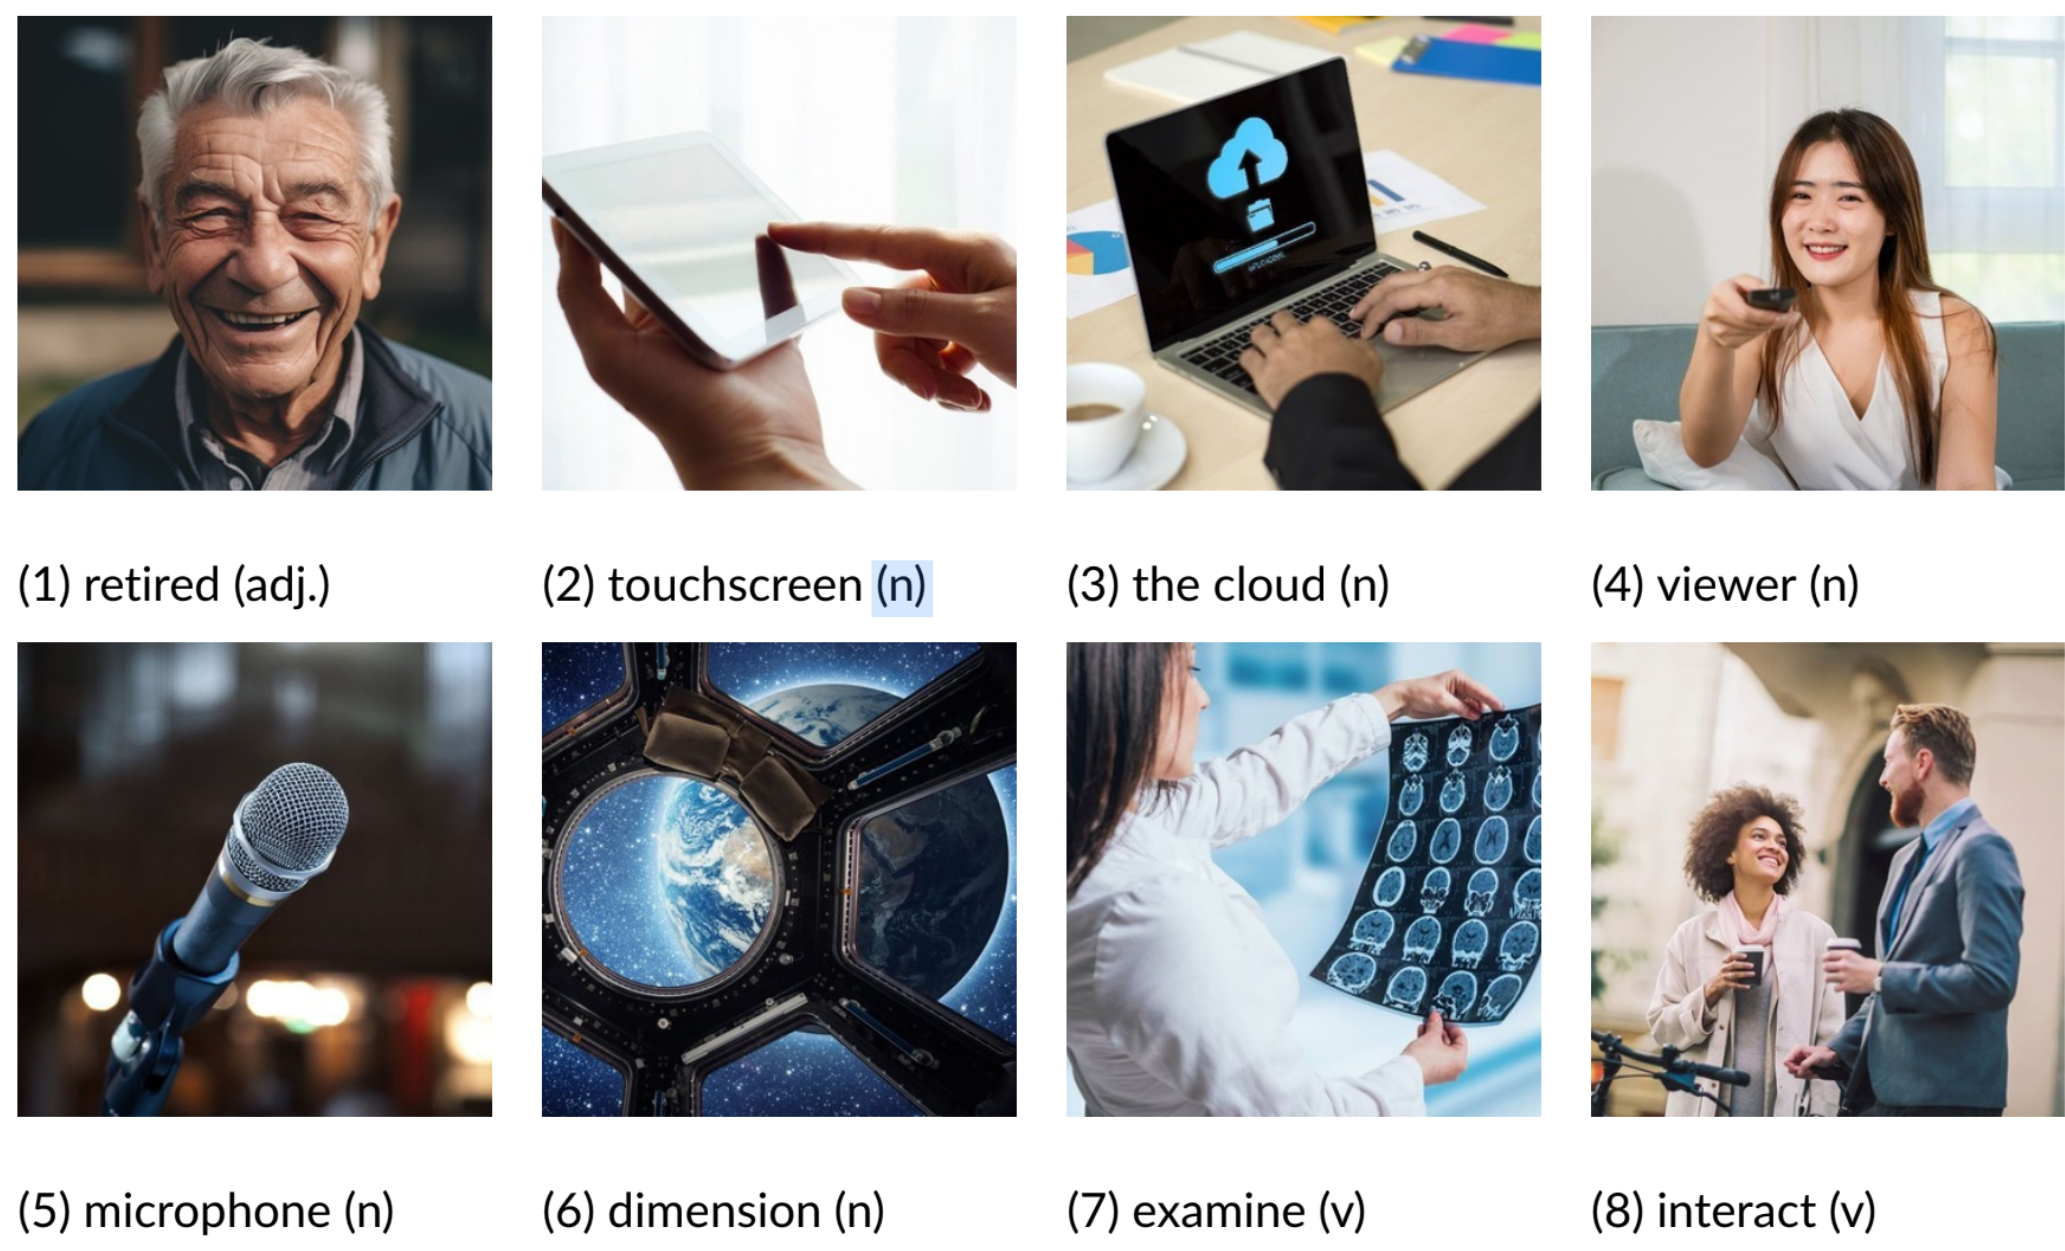 (1) retired (adj.)
(2) touchscreen (n)
(3) the cloud (n)
(4) viewer (n)
(5) microphone (n)
(6) dimension (n)
(7) examine (v)
(8) interact (v)